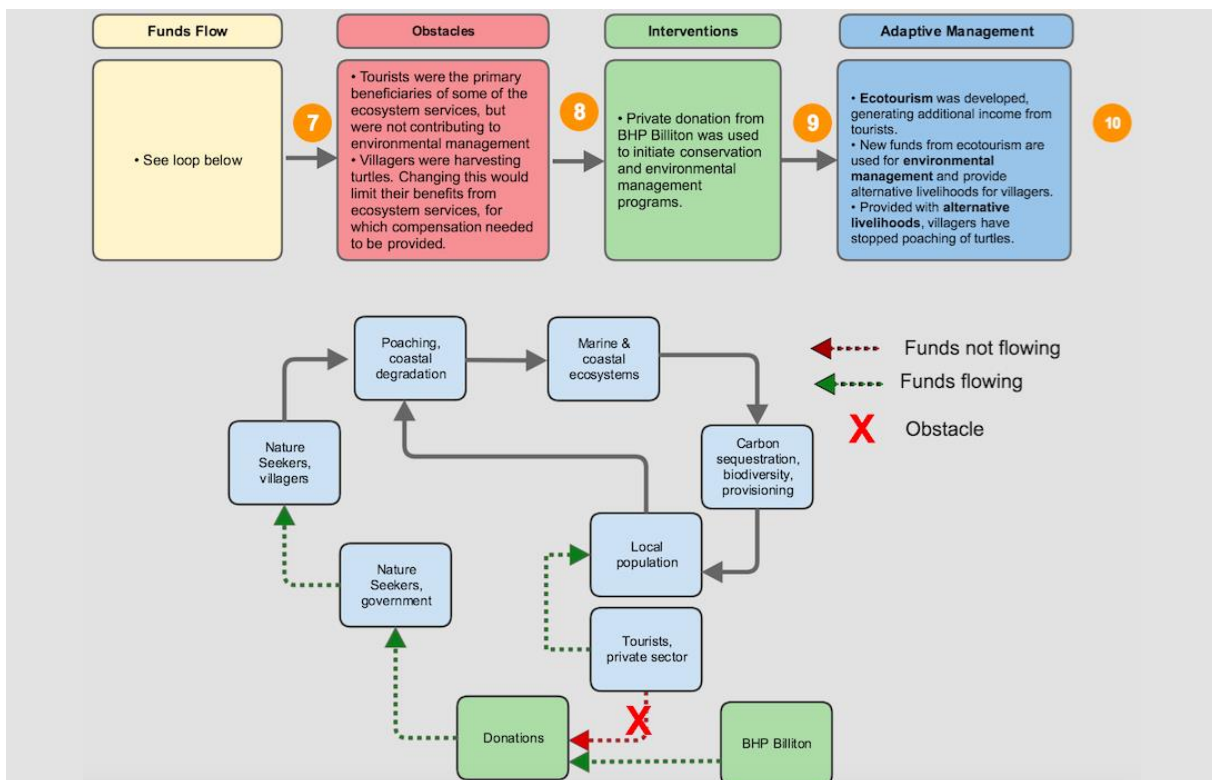 Funds Flow
Obstacles
Interventions
Adaptive Management
• See loop below
7
• Tourists were the primary
beneficiaries of some of the
ecosystem services, but
were not contributing to
environmental management
• Villagers were harvesting
turtles. Changing this would
limit their benefits from
ecosystem services, for
which compensation needed
to be provided.
8
• Private donation from
BHP Billiton was used
to initiate conservation
and environmental
management
programs.
9
• Ecotourism was developed,
generating additional income from
tourists.
• New funds from ecotourism are
used for environmental
management and provide
alternative livelihoods for villagers.
• Provided with alternative
livelihoods, villagers have
stopped poaching of turtles.
10
Poaching,
coastal
degradation
Marine &
coastal
ecosystems
Funds not flowing
Funds flowing
X
Obstacle
Nature
Seekers,
villagers
Carbon
sequestration,
biodiversity,
provisioning
Local
population
Nature
Seekers,
government
Tourists,
private sector
X
Donations
BHP Billiton